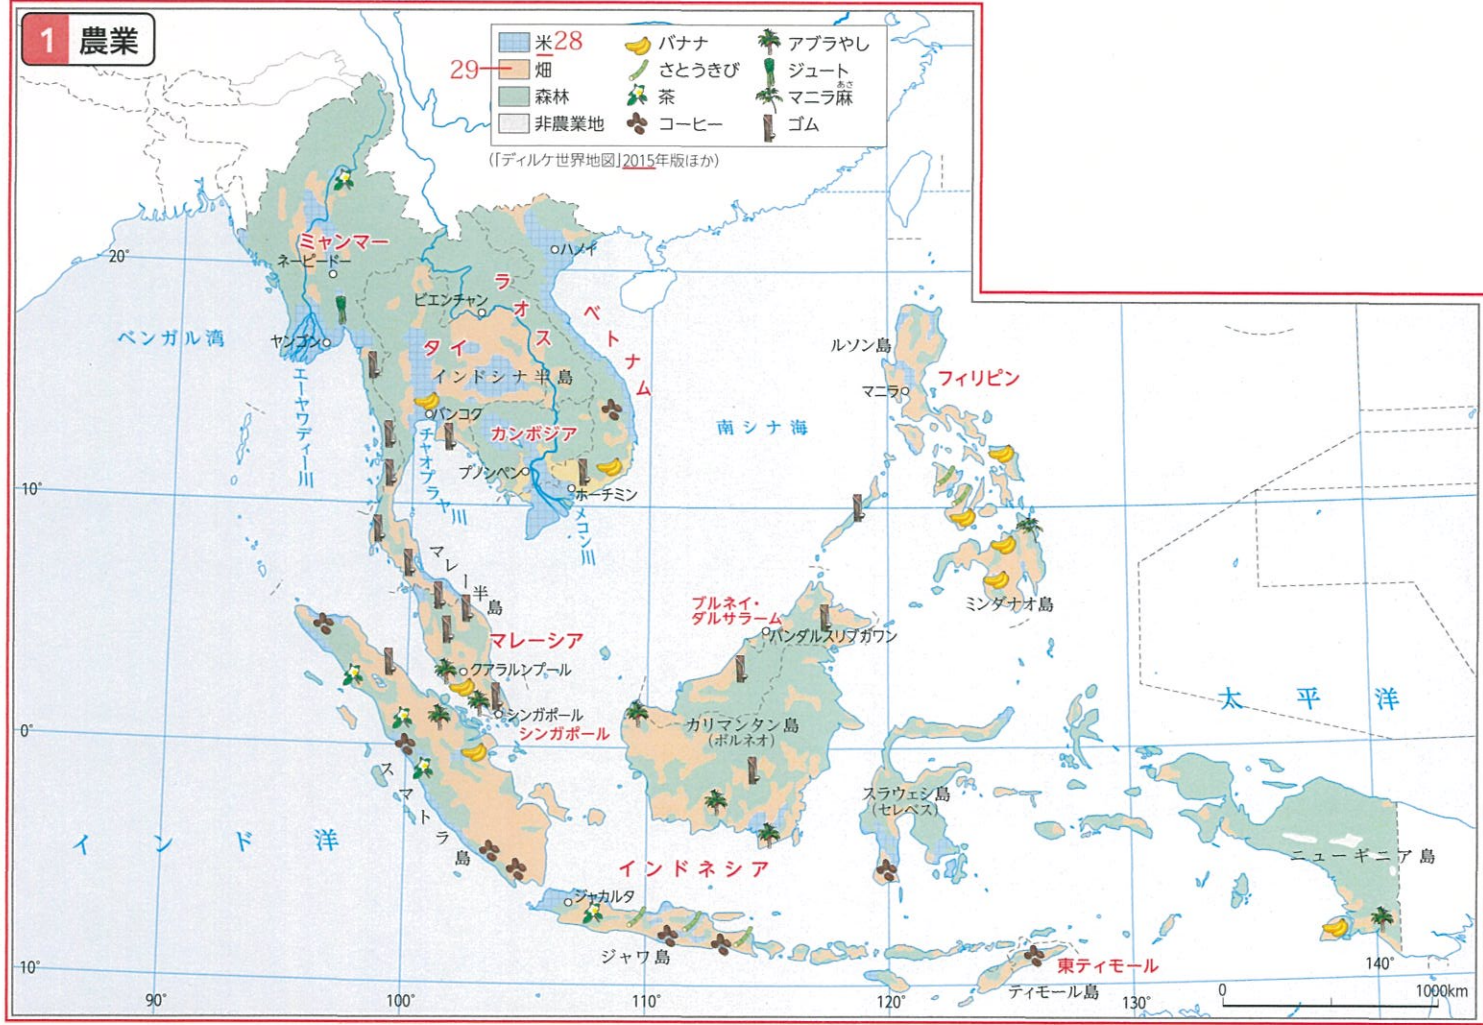 1 農業
米28
29 畑
森林
非農業地
バナナ
さとうきび
茶
コーヒー
アブラやし
ジュート
マニラ麻
あさ
ゴム
(「ディルケ世界地図」2015年版ほか)
ミャンマー
ネーピードー
20°
ハノイ
ラオス
ビエンチャン
ベトナム
ベンガル湾
ヤンゴン
タイ
インドシナ半島
エーヤワディー川
バンコク
カンボジア
チャオプラヤ川
プノンペン
ホーチミン
メコン川
南シナ海
ルソン島
マニラ
フィリピン
10°
マレー半島
ミンダナオ島
ブルネイ・
ダルサラーム
バンダルスリブガワン
マレーシア
クアラルンプール
シンガポール
シンガポール
太平洋
0°
カリマンタン島
(ボルネオ)
スマトラ島
スラウェシ島
(セレベス)
インド洋
インドネシア
ニューギニア島
ジャカルタ
ジャワ島
東ティモール
ティモール島
10°
90°
100°
110°
120°
130°
140°
0 1000km